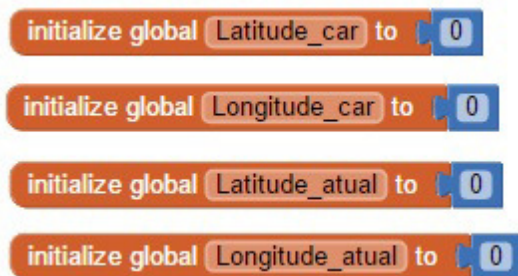 initialize global Latitude_car to 0
initialize global Longitude_car to 0
initialize global Latitude_atual to 0
initialize global Longitude_atual to 0